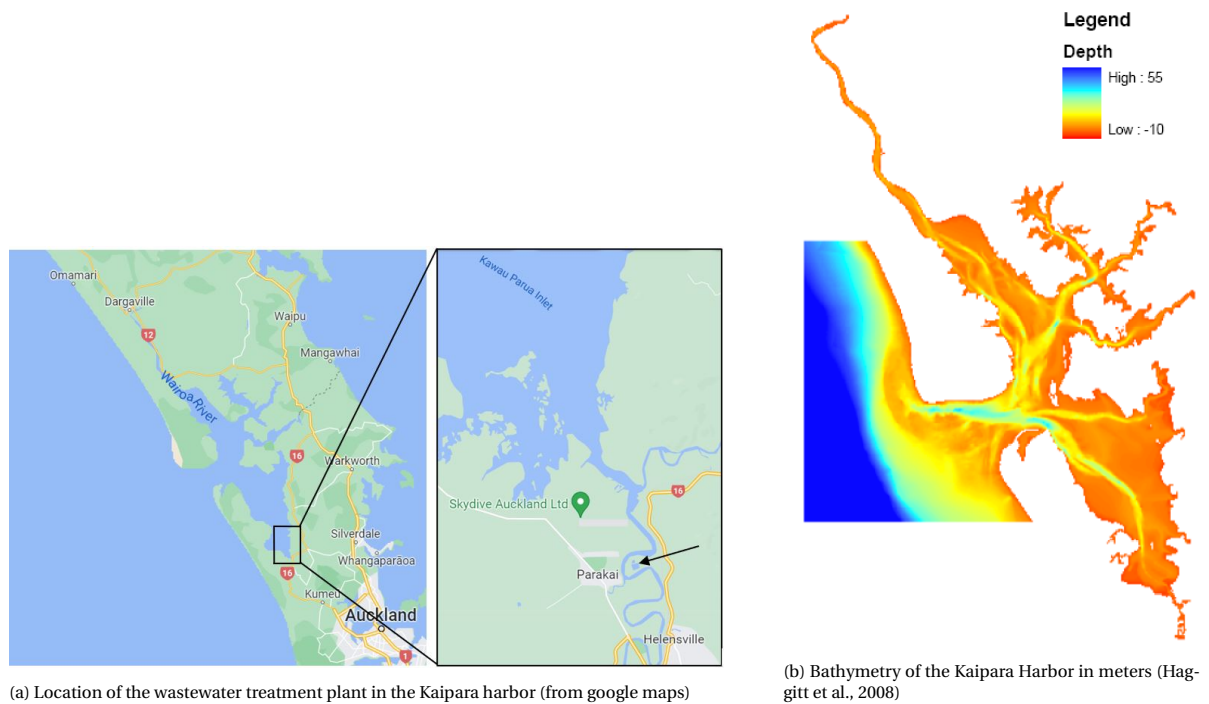 Omamari
Dargaville
12
Wairoa River
Waipu
Mangawhai
16
Warkworth
Silverdale
Whangaparāoa
16
Kumeu
Auckland
1
Kawau Parua Inlet
Skydive Auckland Ltd
16
Parakai
Helensville
(a) Location of the wastewater treatment plant in the Kaipara harbor (from google maps)
Legend
Depth
High : 55
Low : -10
(b) Bathymetry of the Kaipara Harbor in meters (Hag-
gitt et al., 2008)